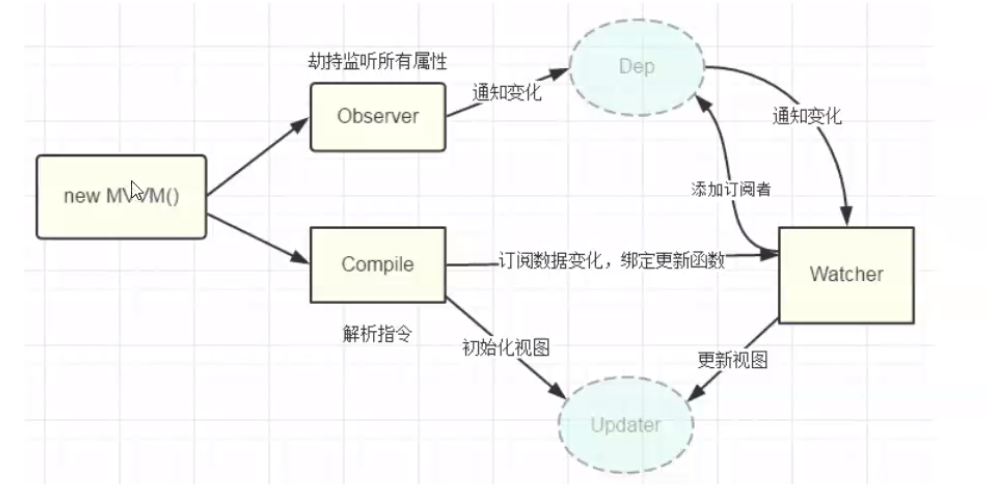 劫持监听所有属性
Observer
通知变化
Dep
通知变化
new MVVM()
添加订阅者
Compile
订阅数据变化，绑定更新函数
Watcher
解析指令
初始化视图
更新视图
Updater